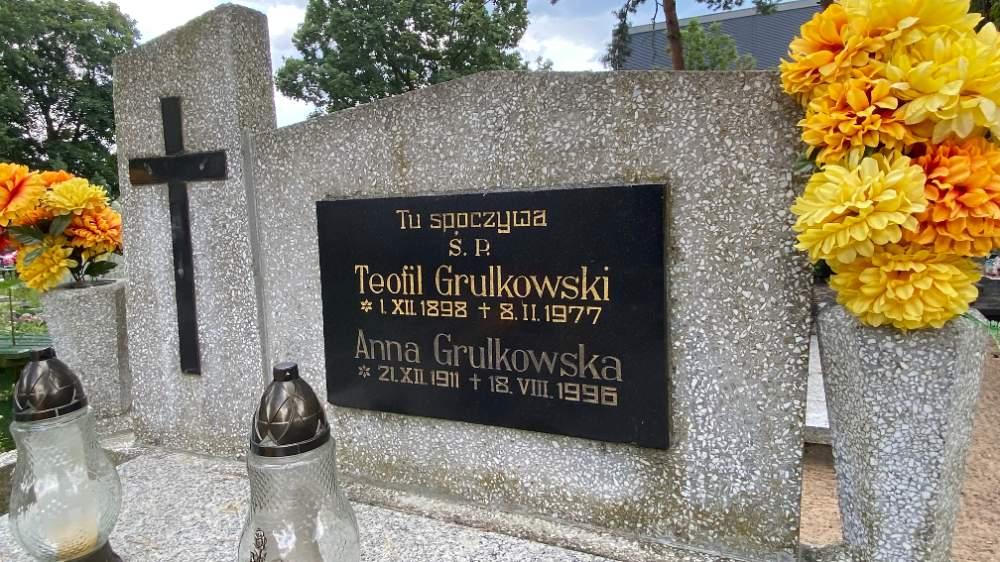 Tu spoczywa
Ś. P.
Teofil Grulkowski
* 1. XII. 1898 + 8. II. 1977
Anna Grulkowska
* 21. XII. 1911 + 18. VIII. 1996